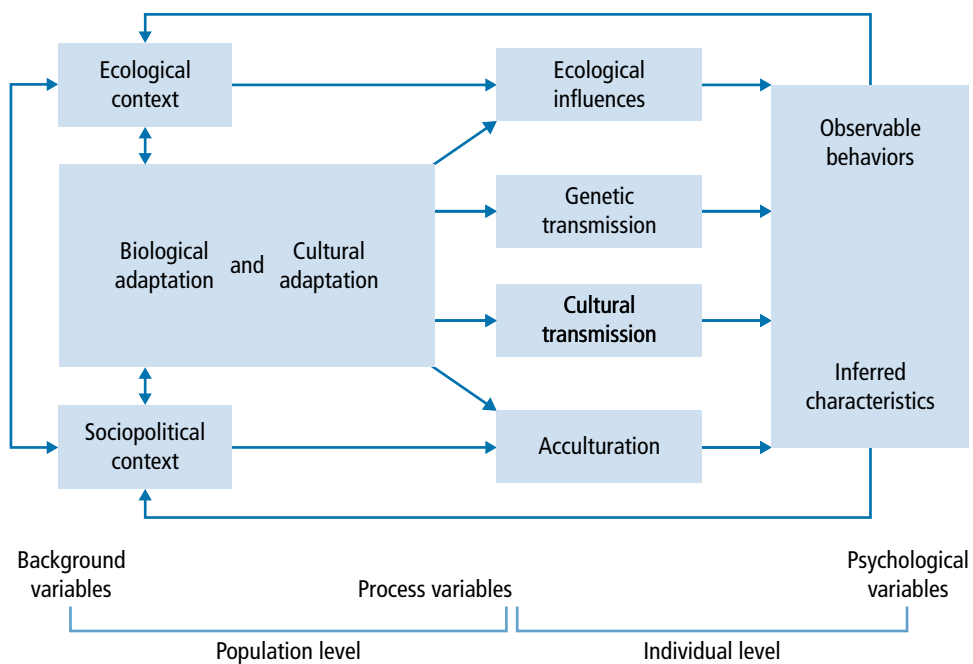 Ecological
context
Ecological
influences
Observable
behaviors
Genetic
transmission
Biological
adaptation
and
Cultural
adaptation
Cultural
transmission
Inferred
characteristics
Sociopolitical
context
Acculturation
Background
variables
Process variables
Psychological
variables
Population level
Individual level